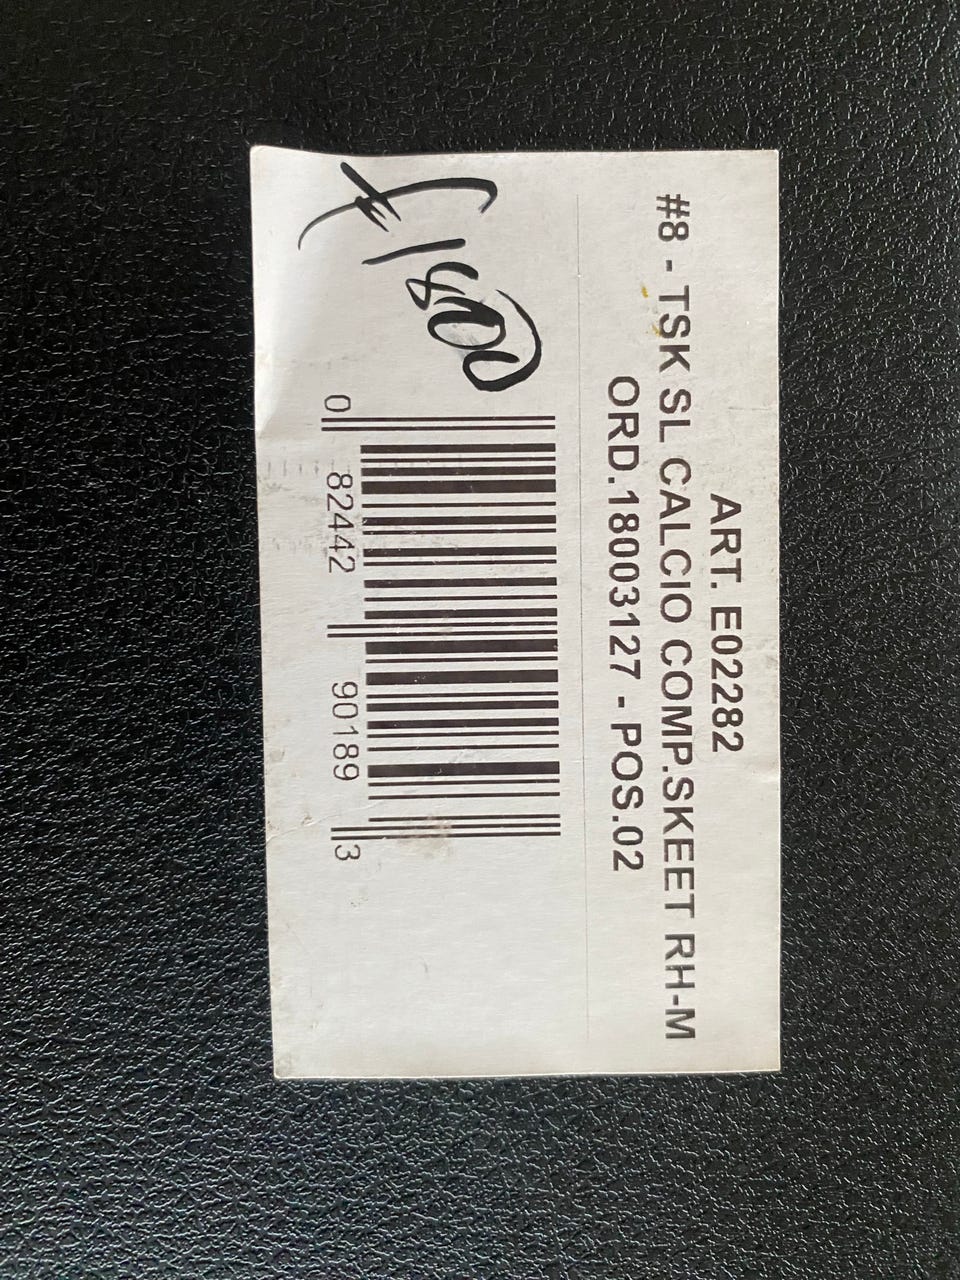 ART. E02282
#8 - TSK SL CALCIO COMP.SKEET RH-M
ORD.18003127 - POS.02
£1800
0 82442 90189 3